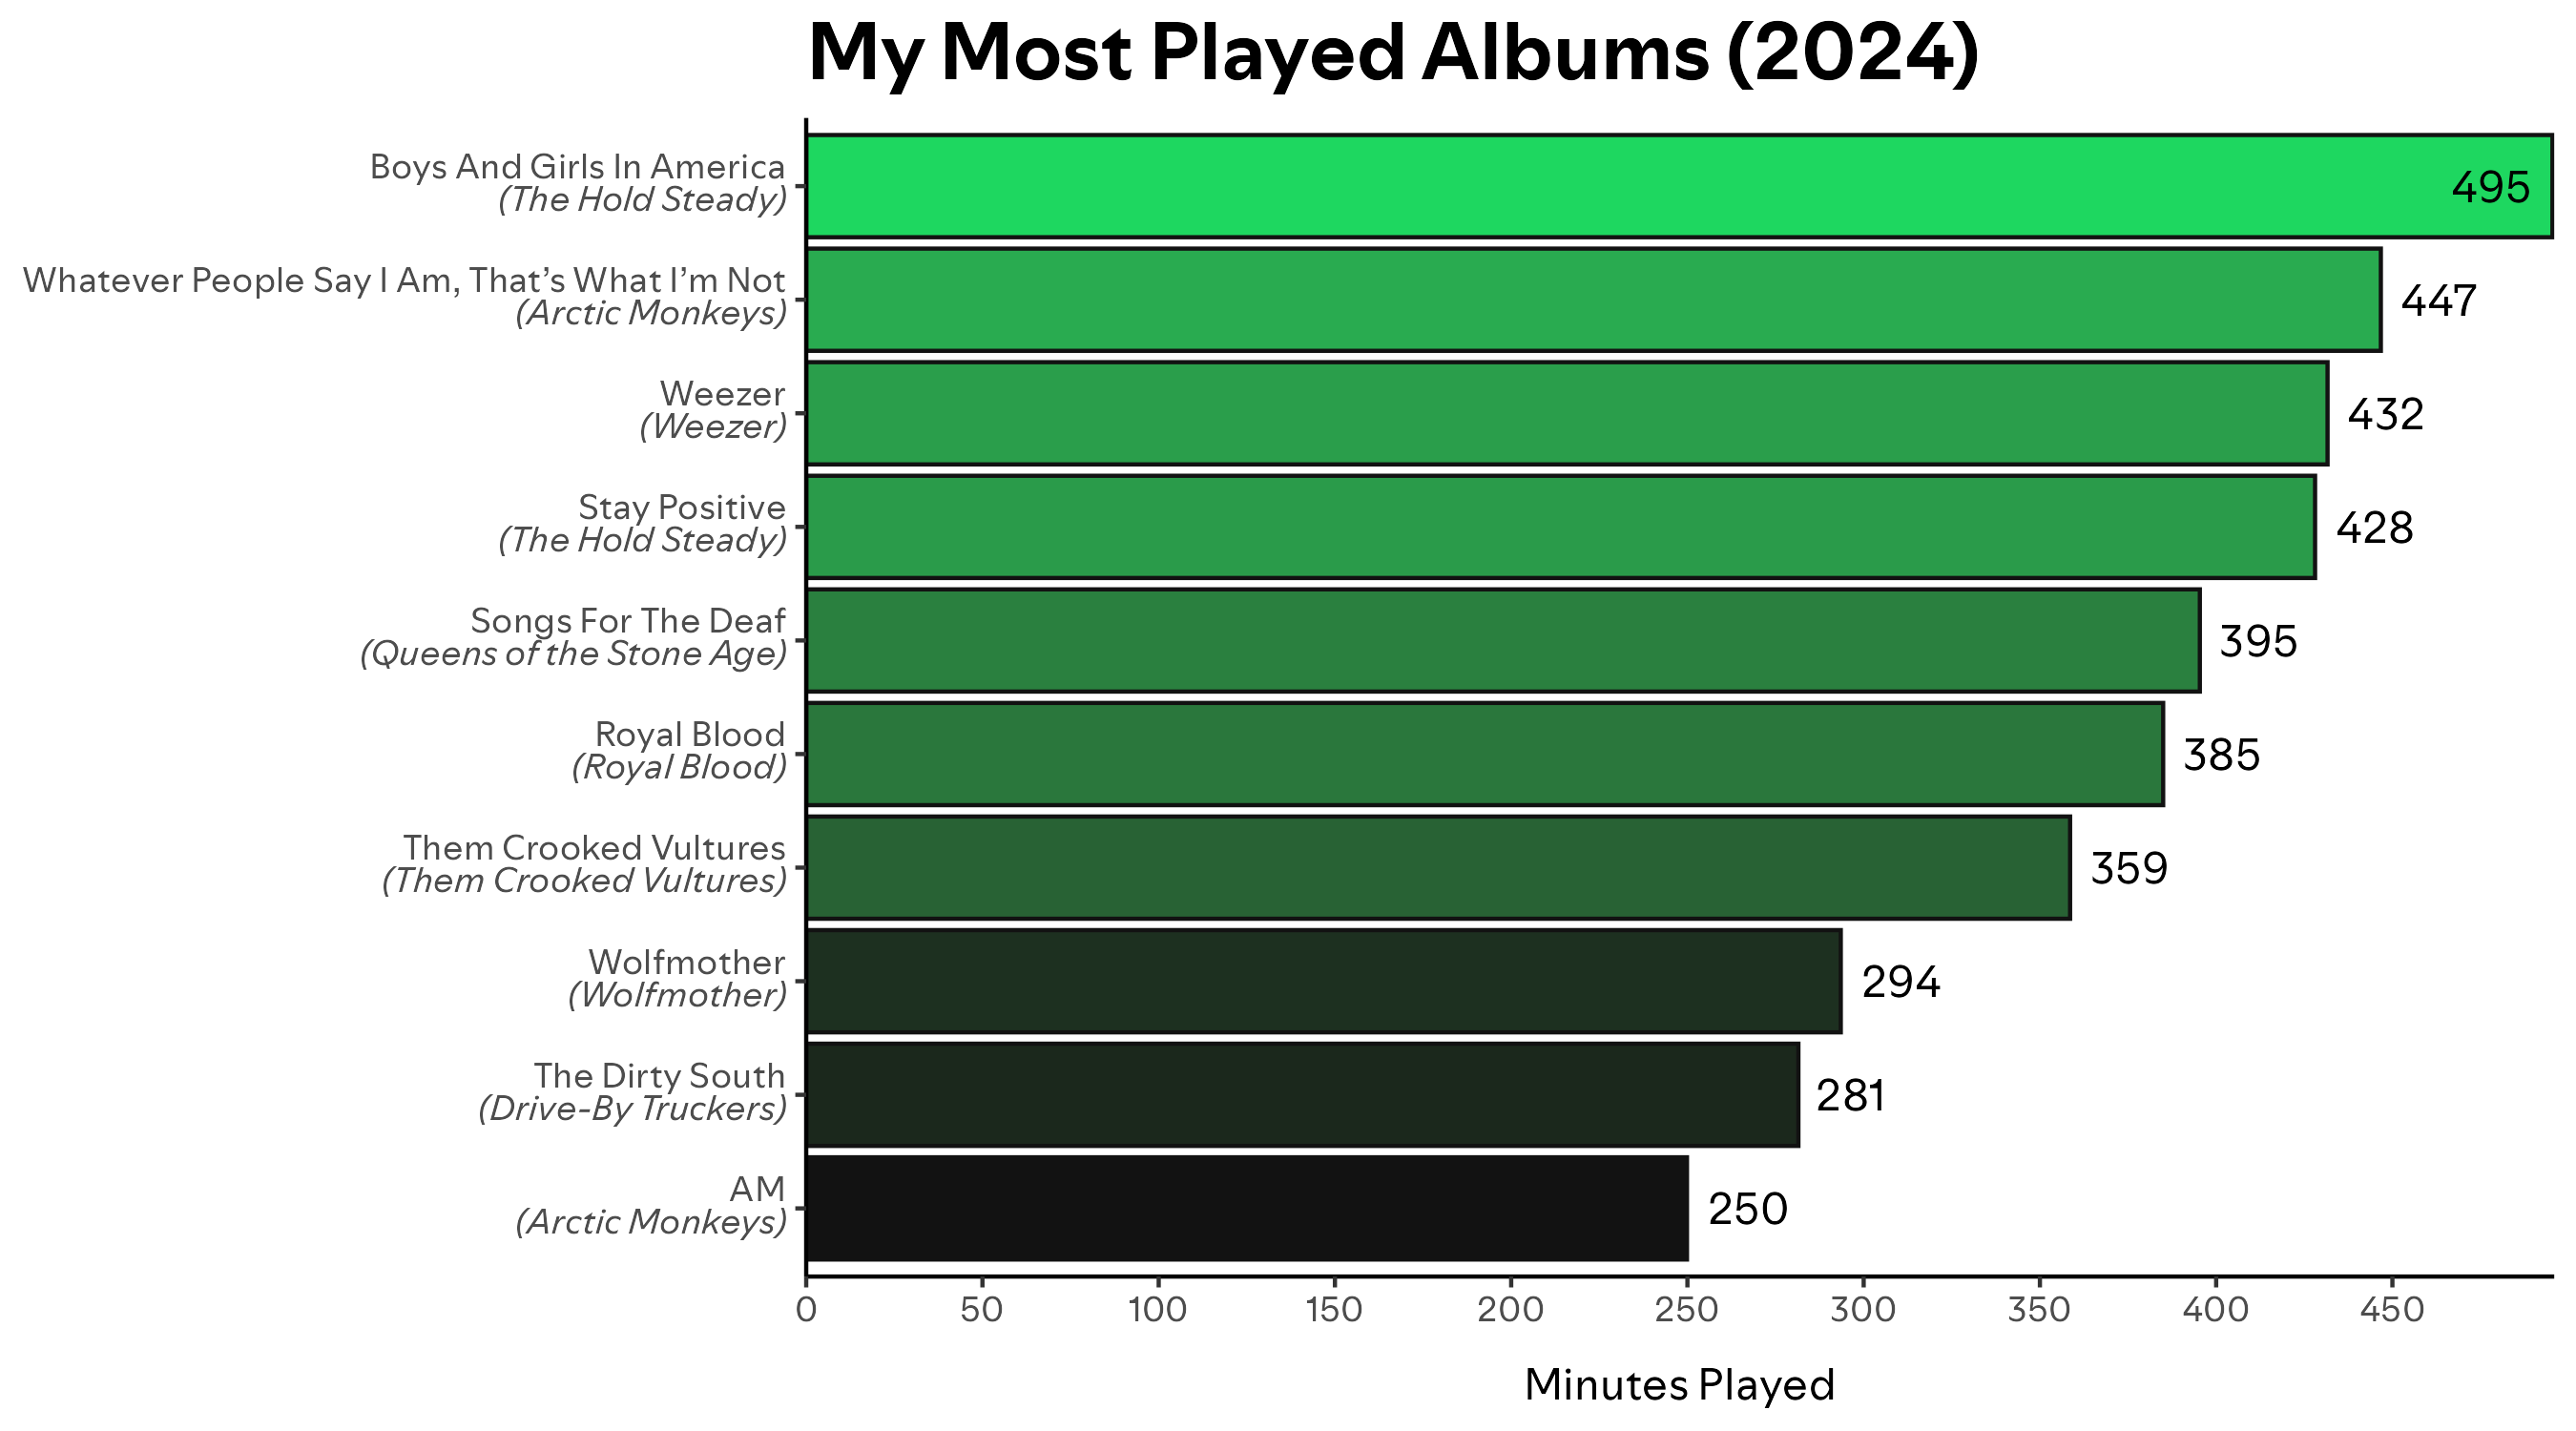 My Most Played Albums (2024)
Boys And Girls In America
(The Hold Steady)
495
Whatever People Say I Am, That’s What I’m Not
(Arctic Monkeys)
447
Weezer
(Weezer)
432
Stay Positive
(The Hold Steady)
428
Songs For The Deaf
(Queens of the Stone Age)
395
Royal Blood
(Royal Blood)
385
Them Crooked Vultures
(Them Crooked Vultures)
359
Wolfmother
(Wolfmother)
294
The Dirty South
(Drive-By Truckers)
281
AM
(Arctic Monkeys)
250
0 50 100 150 200 250 300 350 400 450
Minutes Played